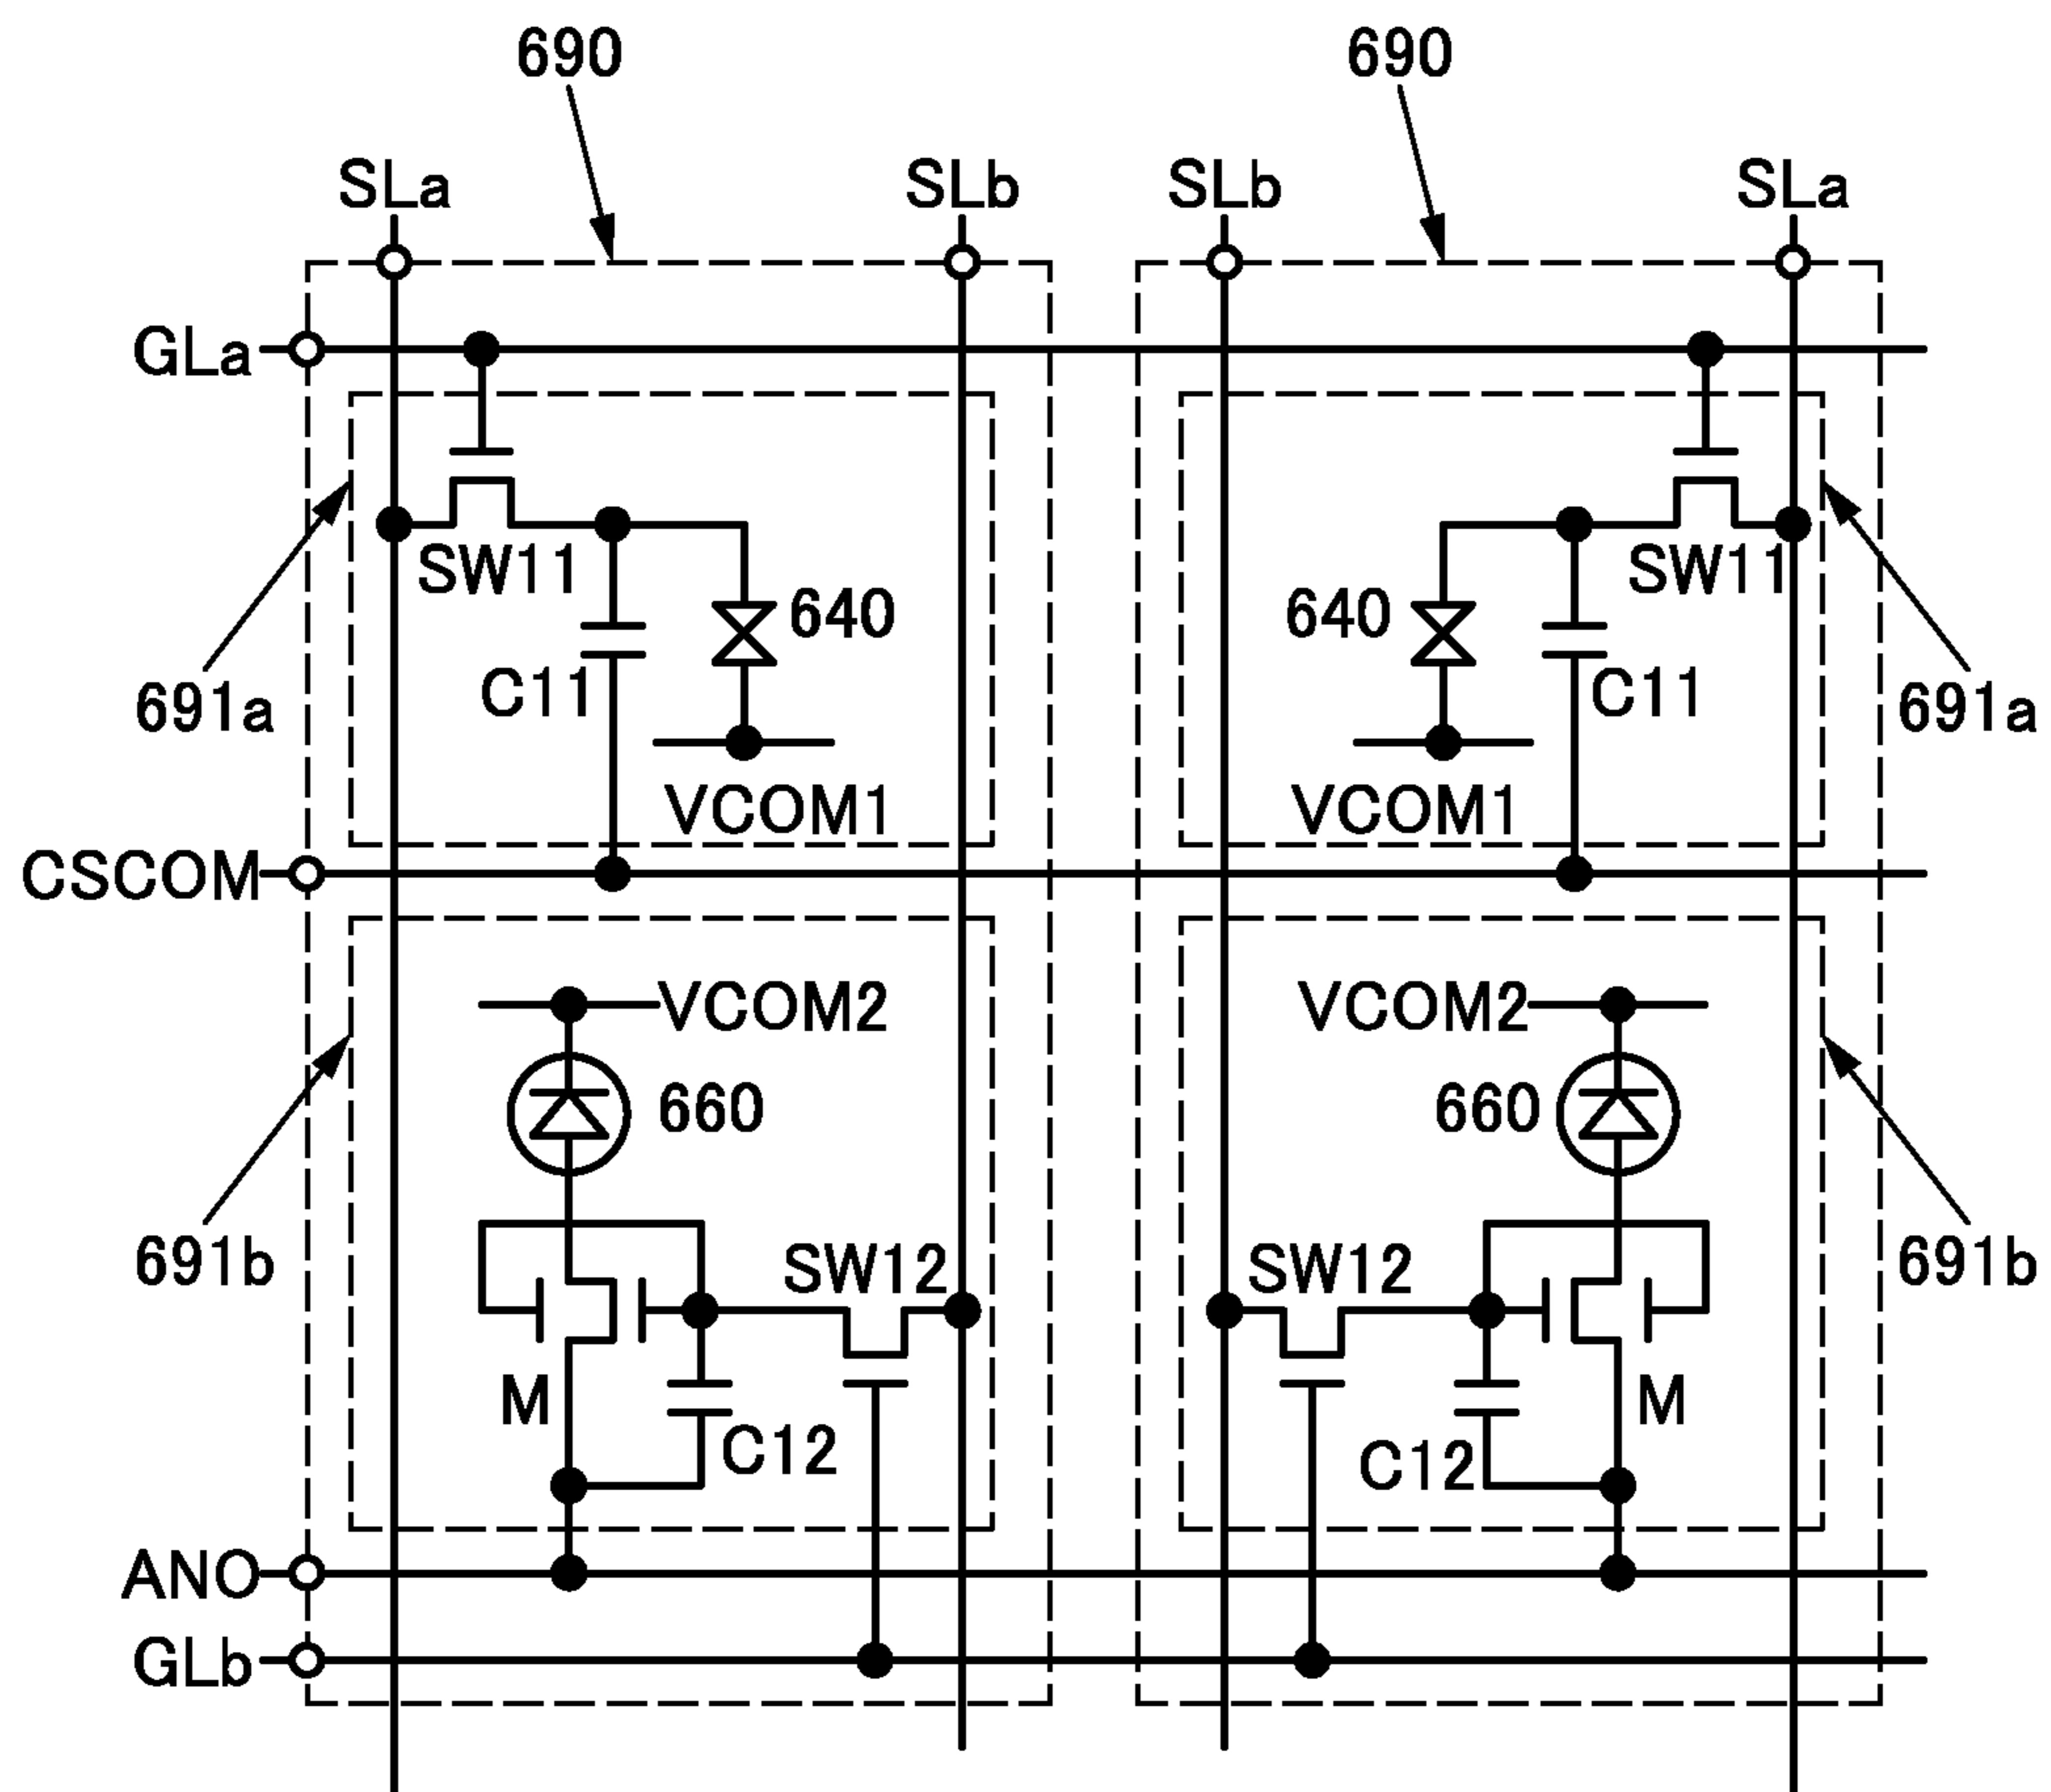 690 690
SLa SLb SLb SLa
GLa
SW11 SW11
640 640
C11 C11
691a 691a
VCOM1 VCOM1
CSCOM
VCOM2 VCOM2
660 660
SW12 SW12
691b 691b
M M
C12 C12
ANO
GLb